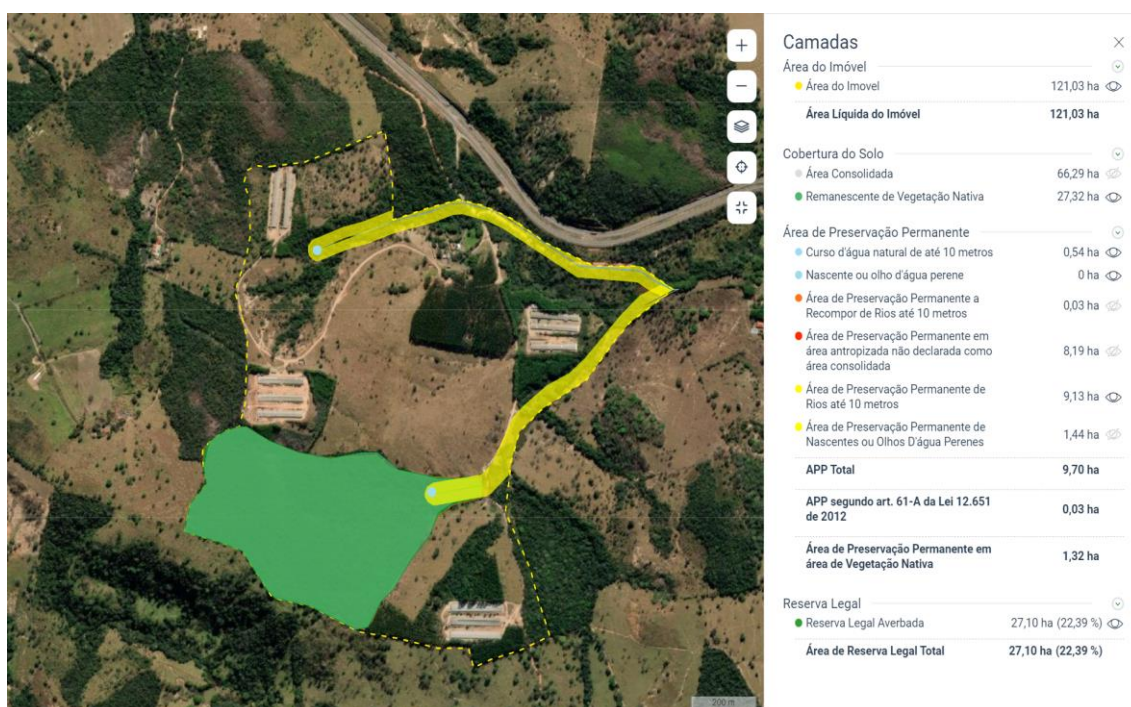 Camadas
Área do Imóvel
Área do Imovel 121,03 ha
Área Líquida do Imóvel 121,03 ha
Cobertura do Solo
Área Consolidada 66,29 ha
Remanescente de Vegetação Nativa 27,32 ha
Área de Preservação Permanente
Curso d'água natural de até 10 metros 0,54 ha
Nascente ou olho d'água perene 0 ha
Área de Preservação Permanente a
Recompor de Rios até 10 metros 0,03 ha
Área de Preservação Permanente em
área antropizada não declarada como 8,19 ha
área consolidada
Área de Preservação Permanente de
Rios até 10 metros 9,13 ha
Área de Preservação Permanente de
Nascentes ou Olhos D'água Perenes 1,44 ha
APP Total 9,70 ha
APP segundo art. 61-A da Lei 12.651
de 2012 0,03 ha
Área de Preservação Permanente em
área de Vegetação Nativa 1,32 ha
Reserva Legal
Reserva Legal Averbada 27,10 ha (22,39 %)
Área de Reserva Legal Total 27,10 ha (22,39 %)
200 m